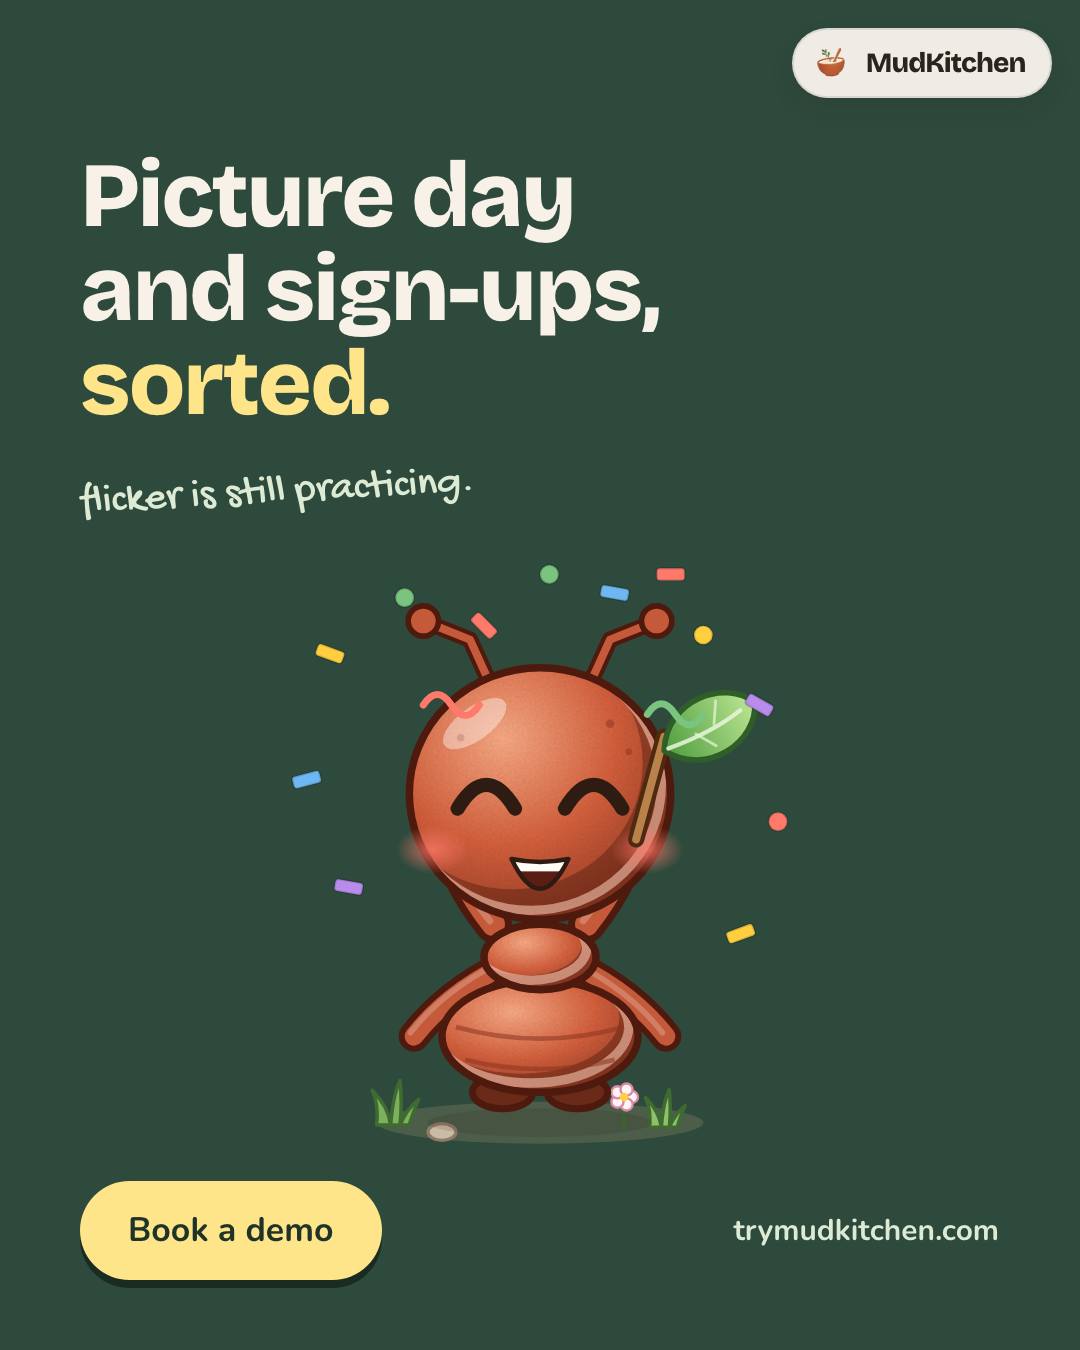 MudKitchen
Picture day
and sign-ups,
sorted.
flicker is still practicing.
Book a demo
trymudkitchen.com